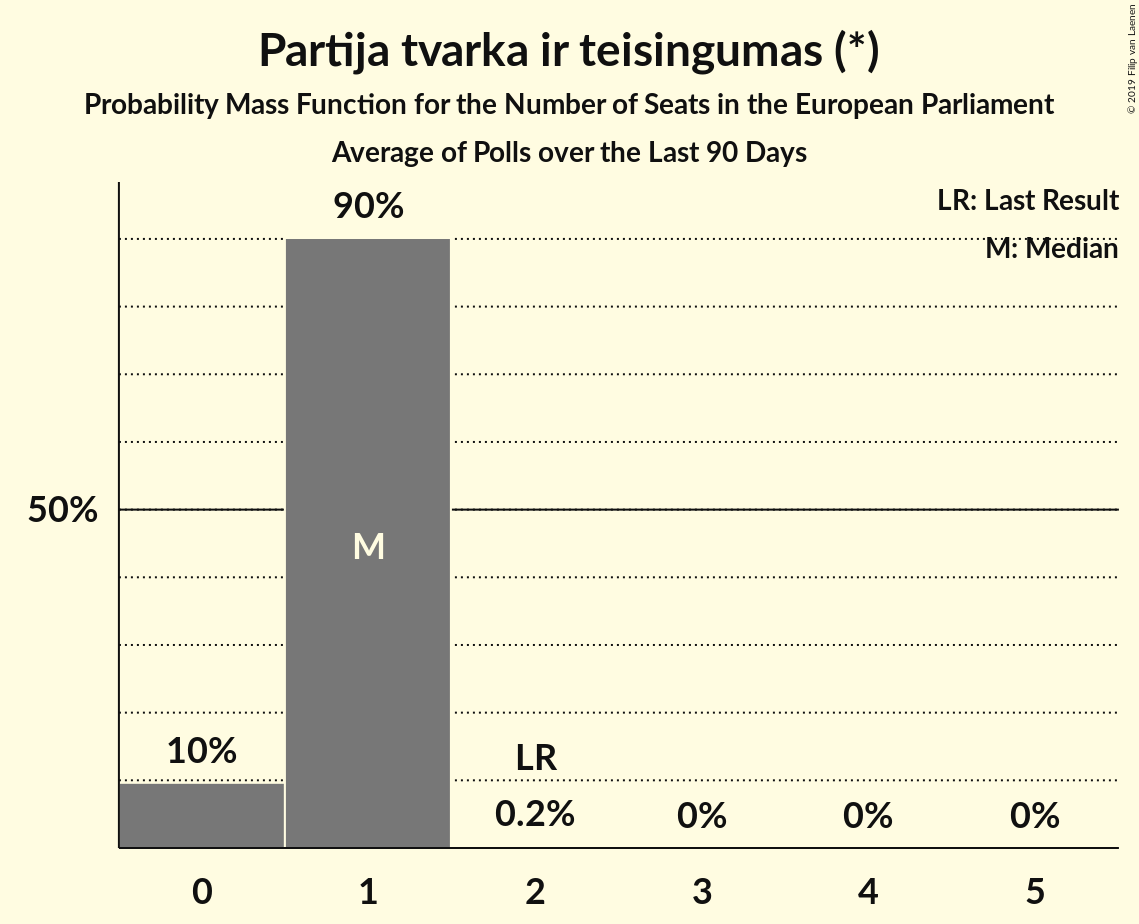 Partija tvarka ir teisingumas (*)
Probability Mass Function for the Number of Seats in the European Parliament
Average of Polls over the Last 90 Days
© 2019 Filip van Laenen
LR: Last Result
M: Median
90%
50%
M
10%
LR
0.2%
0%
0%
0%
0
1
2
3
4
5